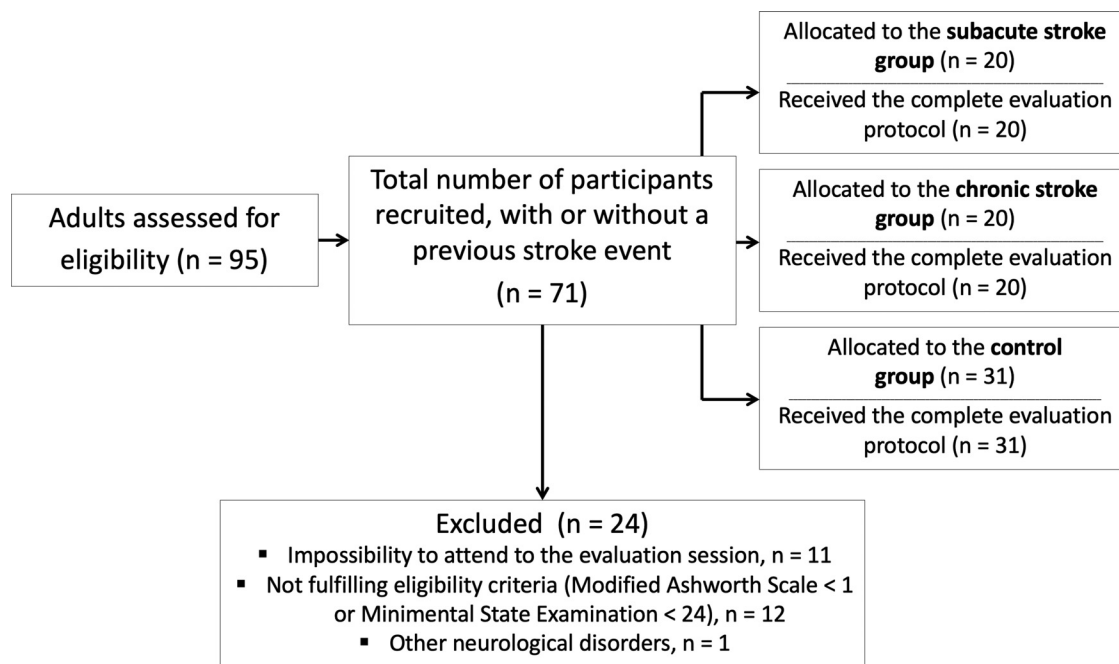 Adults assessed for
eligibility (n = 95)
Total number of participants
recruited, with or without a
previous stroke event
(n = 71)
Allocated to the subacute stroke
group (n = 20)
Received the complete evaluation
protocol (n = 20)
Allocated to the chronic stroke
group (n = 20)
Received the complete evaluation
protocol (n = 20)
Allocated to the control
group (n = 31)
Received the complete evaluation
protocol (n = 31)
Excluded (n = 24)
▪ Impossibility to attend to the evaluation session, n = 11
▪ Not fulfilling eligibility criteria (Modified Ashworth Scale < 1
or Minimental State Examination < 24), n = 12
▪ Other neurological disorders, n = 1